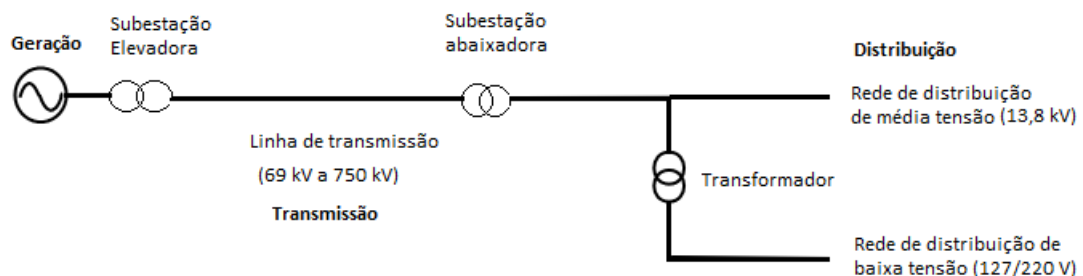 Geração
Subestação
Elevadora
Subestação
abaixadora
Distribuição
Rede de distribuição
de média tensão (13,8 kV)
Linha de transmissão
(69 kV a 750 kV)
Transmissão
Transformador
Rede de distribuição de
baixa tensão (127/220 V)